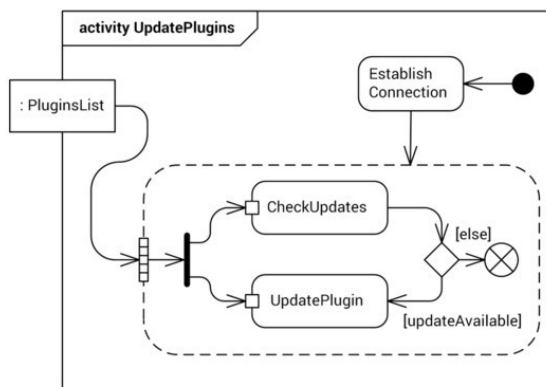 activity UpdatePlugins
Establish
Connection
: PluginsList
CheckUpdates
[else]
UpdatePlugin
[updateAvailable]